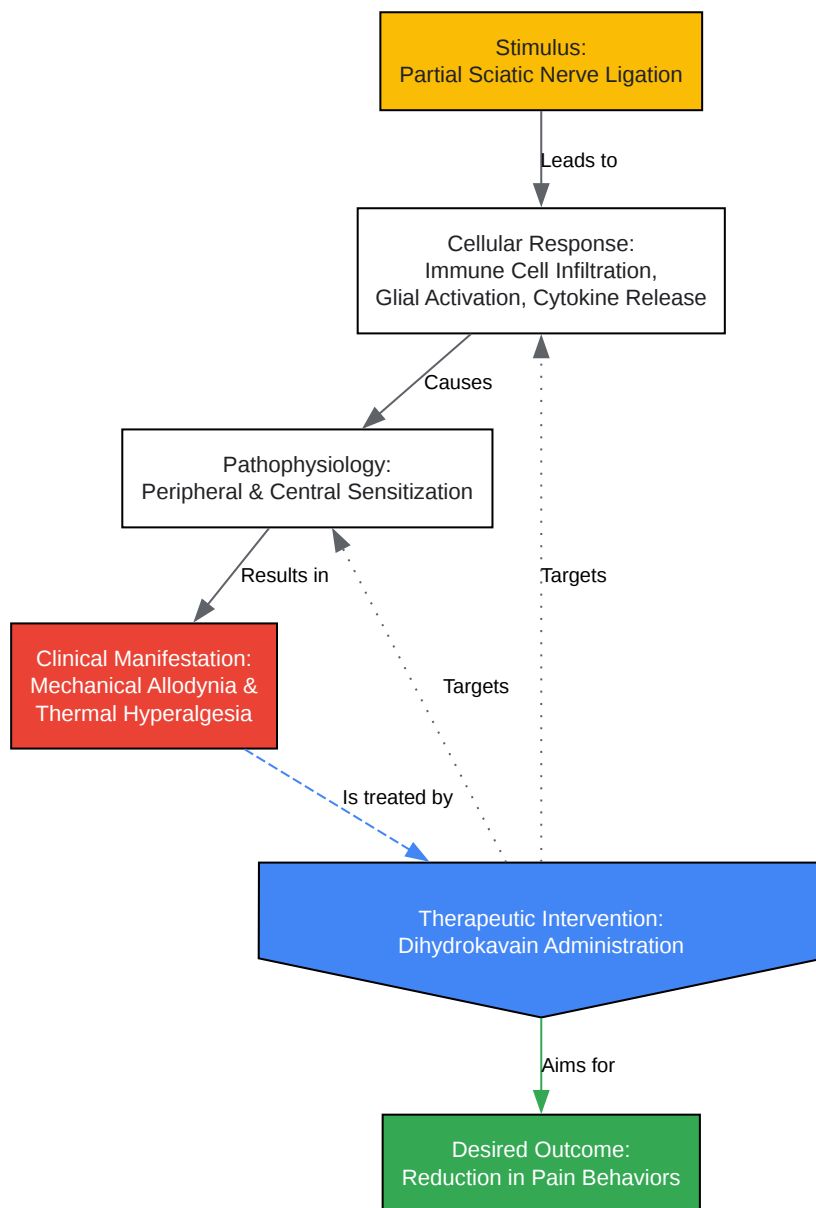 Stimulus:
Partial Sciatic Nerve Ligation
Leads to
Cellular Response:
Immune Cell Infiltration,
Glial Activation, Cytokine Release
Causes
Pathophysiology:
Peripheral & Central Sensitization
Results in
Targets
Clinical Manifestation:
Mechanical Allodynia &
Thermal Hyperalgesia
Targets
Is treated by
Therapeutic Intervention:
Dihydrokavain Administration
Aims for
Desired Outcome:
Reduction in Pain Behaviors